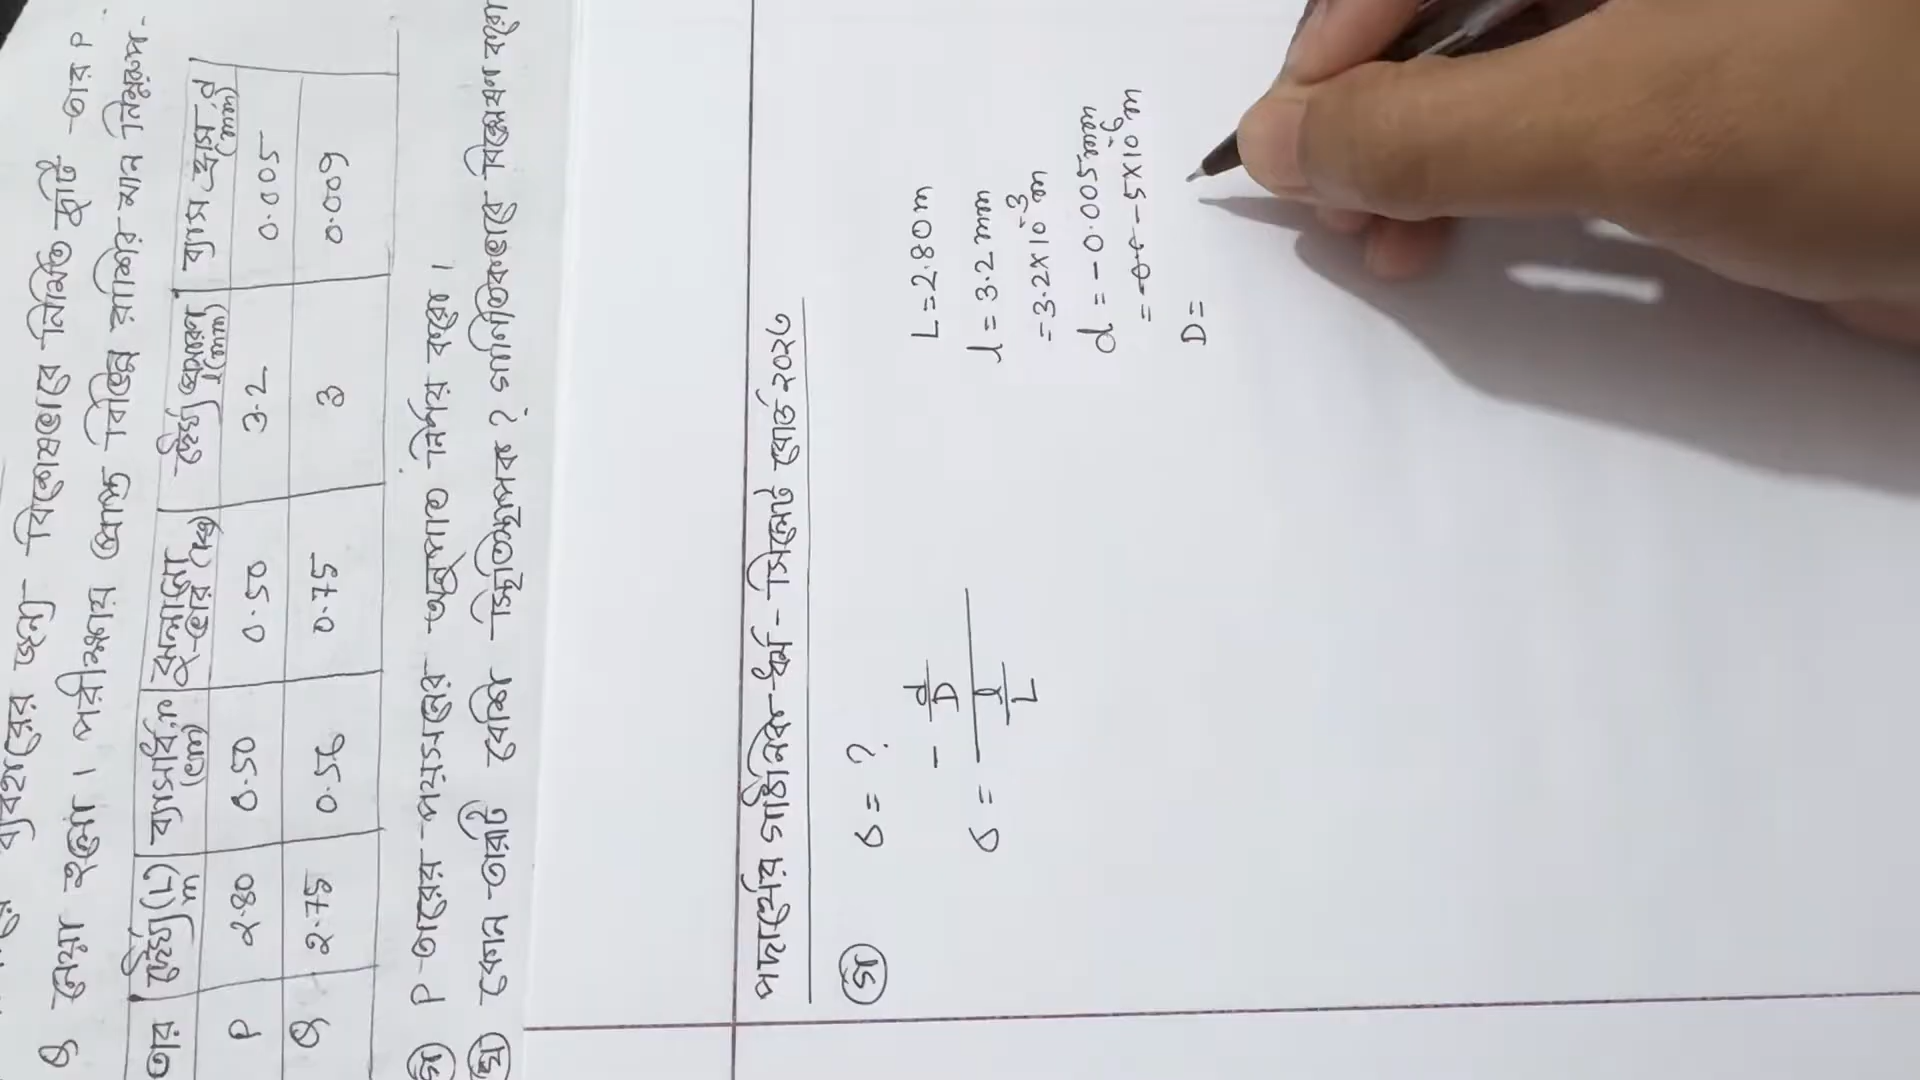 ব্যবহারের জন্য বিশেষভাবে নির্মিত দুটি তার P
ও Q নেয়া হলো। পরীক্ষায় প্রাপ্ত বিভিন্ন রাশির মান নিম্নরূপ-
তার দৈর্ঘ্য (L) m ব্যাসার্ধ r (cm) ঝুলানো ভার (kg) দৈর্ঘ্য প্রসারণ (mm) ব্যাস হ্রাস d (mm)
P 2.80 0.50 0.50 3.2 0.005
Q 2.75 0.56 0.75 3 0.009
(গ) P তারের পয়সনের অনুপাত নির্ণয় করো।
(ঘ) কোন তারটি বেশি স্থিতিস্থাপক? গাণিতিকভাবে বিশ্লেষণ করো
পদার্থের গাঠনিক ধর্ম - সিলেট বোর্ড ২০২৩
(গ) σ = ?
σ = - d/D / l/L
L = 2.80 m
l = 3.2 mm
= 3.2×10⁻³ m
d = - 0.005 mm
= - 5×10⁻⁶ m
D =